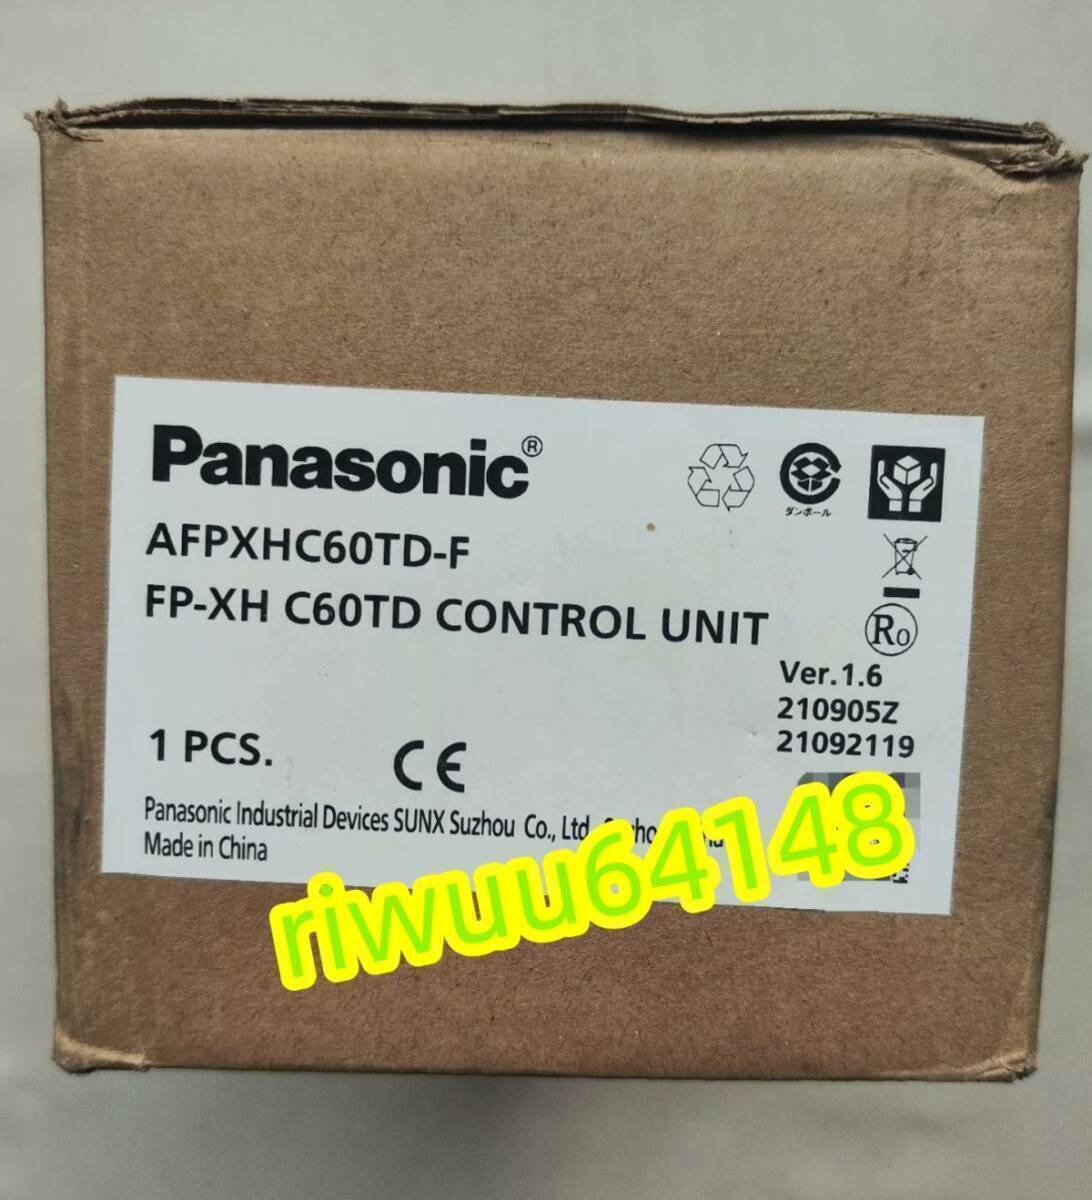 Panasonic®
ダンボール
AFPXHC60TD-F
FP-XH C60TD CONTROL UNIT
R0
Ver.1.6
210905Z
21092119
1 PCS.
CE
Panasonic Industrial Devices SUNX Suzhou Co., Ltd.
Made in China
riwuu64148